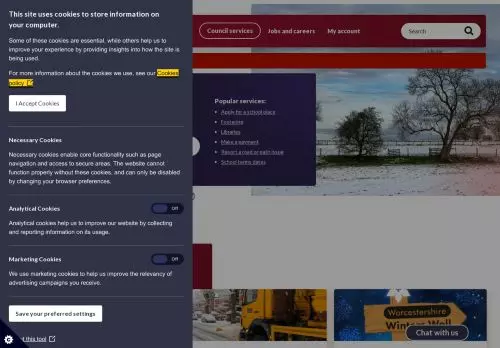 This site uses cookies to store information on
your computer.
Some of these cookies are essential, while others help us to
improve your experience by providing insights into how the site is
being used.
For more information about the cookies we use, see our Cookies
policy
I Accept Cookies
Necessary Cookies
Necessary cookies enable core functionality such as page
navigation and access to secure areas. The website cannot
function properly without these cookies, and can only be disabled
by changing your browser preferences.
Analytical Cookies
Off
Analytical cookies help us to improve our website by collecting
and reporting information on its usage.
Marketing Cookies
Off
We use marketing cookies to help us improve the relevancy of
advertising campaigns you receive.
Save your preferred settings
this tool
Council services
Jobs and careers
My account
Search
Popular services:
Apply for a school place
Libraries
Make a payment
Report a road or path issue
School terms dates
Worcestershire
Winter Well
Chat with us